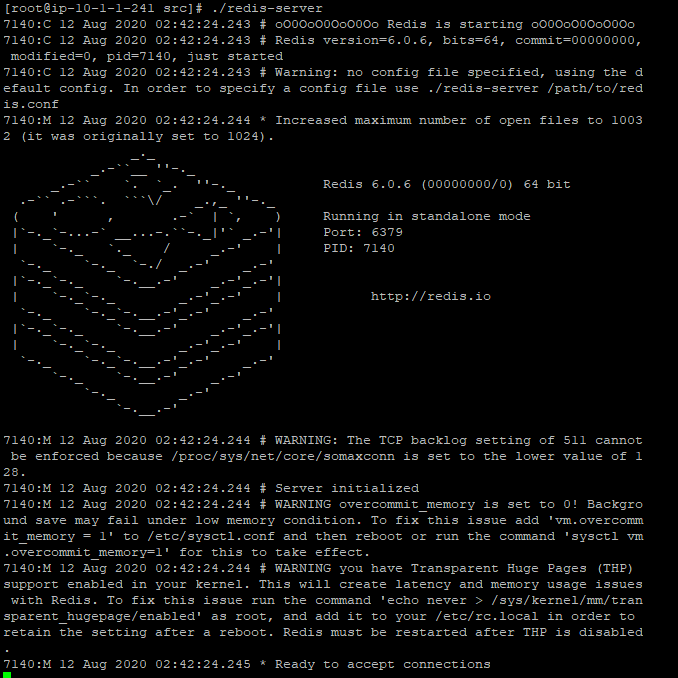 [root@ip-10-1-1-241 src]# ./redis-server
7140:C 12 Aug 2020 02:42:24.243 # oO0OoO0OoO0Oo Redis is starting oO0OoO0OoO0Oo
7140:C 12 Aug 2020 02:42:24.243 # Redis version=6.0.6, bits=64, commit=00000000,
 modified=0, pid=7140, just started
7140:C 12 Aug 2020 02:42:24.243 # Warning: no config file specified, using the d
efault config. In order to specify a config file use ./redis-server /path/to/red
is.conf
7140:M 12 Aug 2020 02:42:24.244 * Increased maximum number of open files to 1003
2 (it was originally set to 1024).
Redis 6.0.6 (00000000/0) 64 bit
Running in standalone mode
Port: 6379
PID: 7140
http://redis.io
7140:M 12 Aug 2020 02:42:24.244 # WARNING: The TCP backlog setting of 511 cannot
 be enforced because /proc/sys/net/core/somaxconn is set to the lower value of 1
28.
7140:M 12 Aug 2020 02:42:24.244 # Server initialized
7140:M 12 Aug 2020 02:42:24.244 # WARNING overcommit_memory is set to 0! Backgro
und save may fail under low memory condition. To fix this issue add 'vm.overcomm
it_memory = 1' to /etc/sysctl.conf and then reboot or run the command 'sysctl vm
.overcommit_memory=1' for this to take effect.
7140:M 12 Aug 2020 02:42:24.244 # WARNING you have Transparent Huge Pages (THP)
support enabled in your kernel. This will create latency and memory usage issues
 with Redis. To fix this issue run the command 'echo never > /sys/kernel/mm/tran
sparent_hugepage/enabled' as root, and add it to your /etc/rc.local in order to
retain the setting after a reboot. Redis must be restarted after THP is disabled
.
7140:M 12 Aug 2020 02:42:24.245 * Ready to accept connections